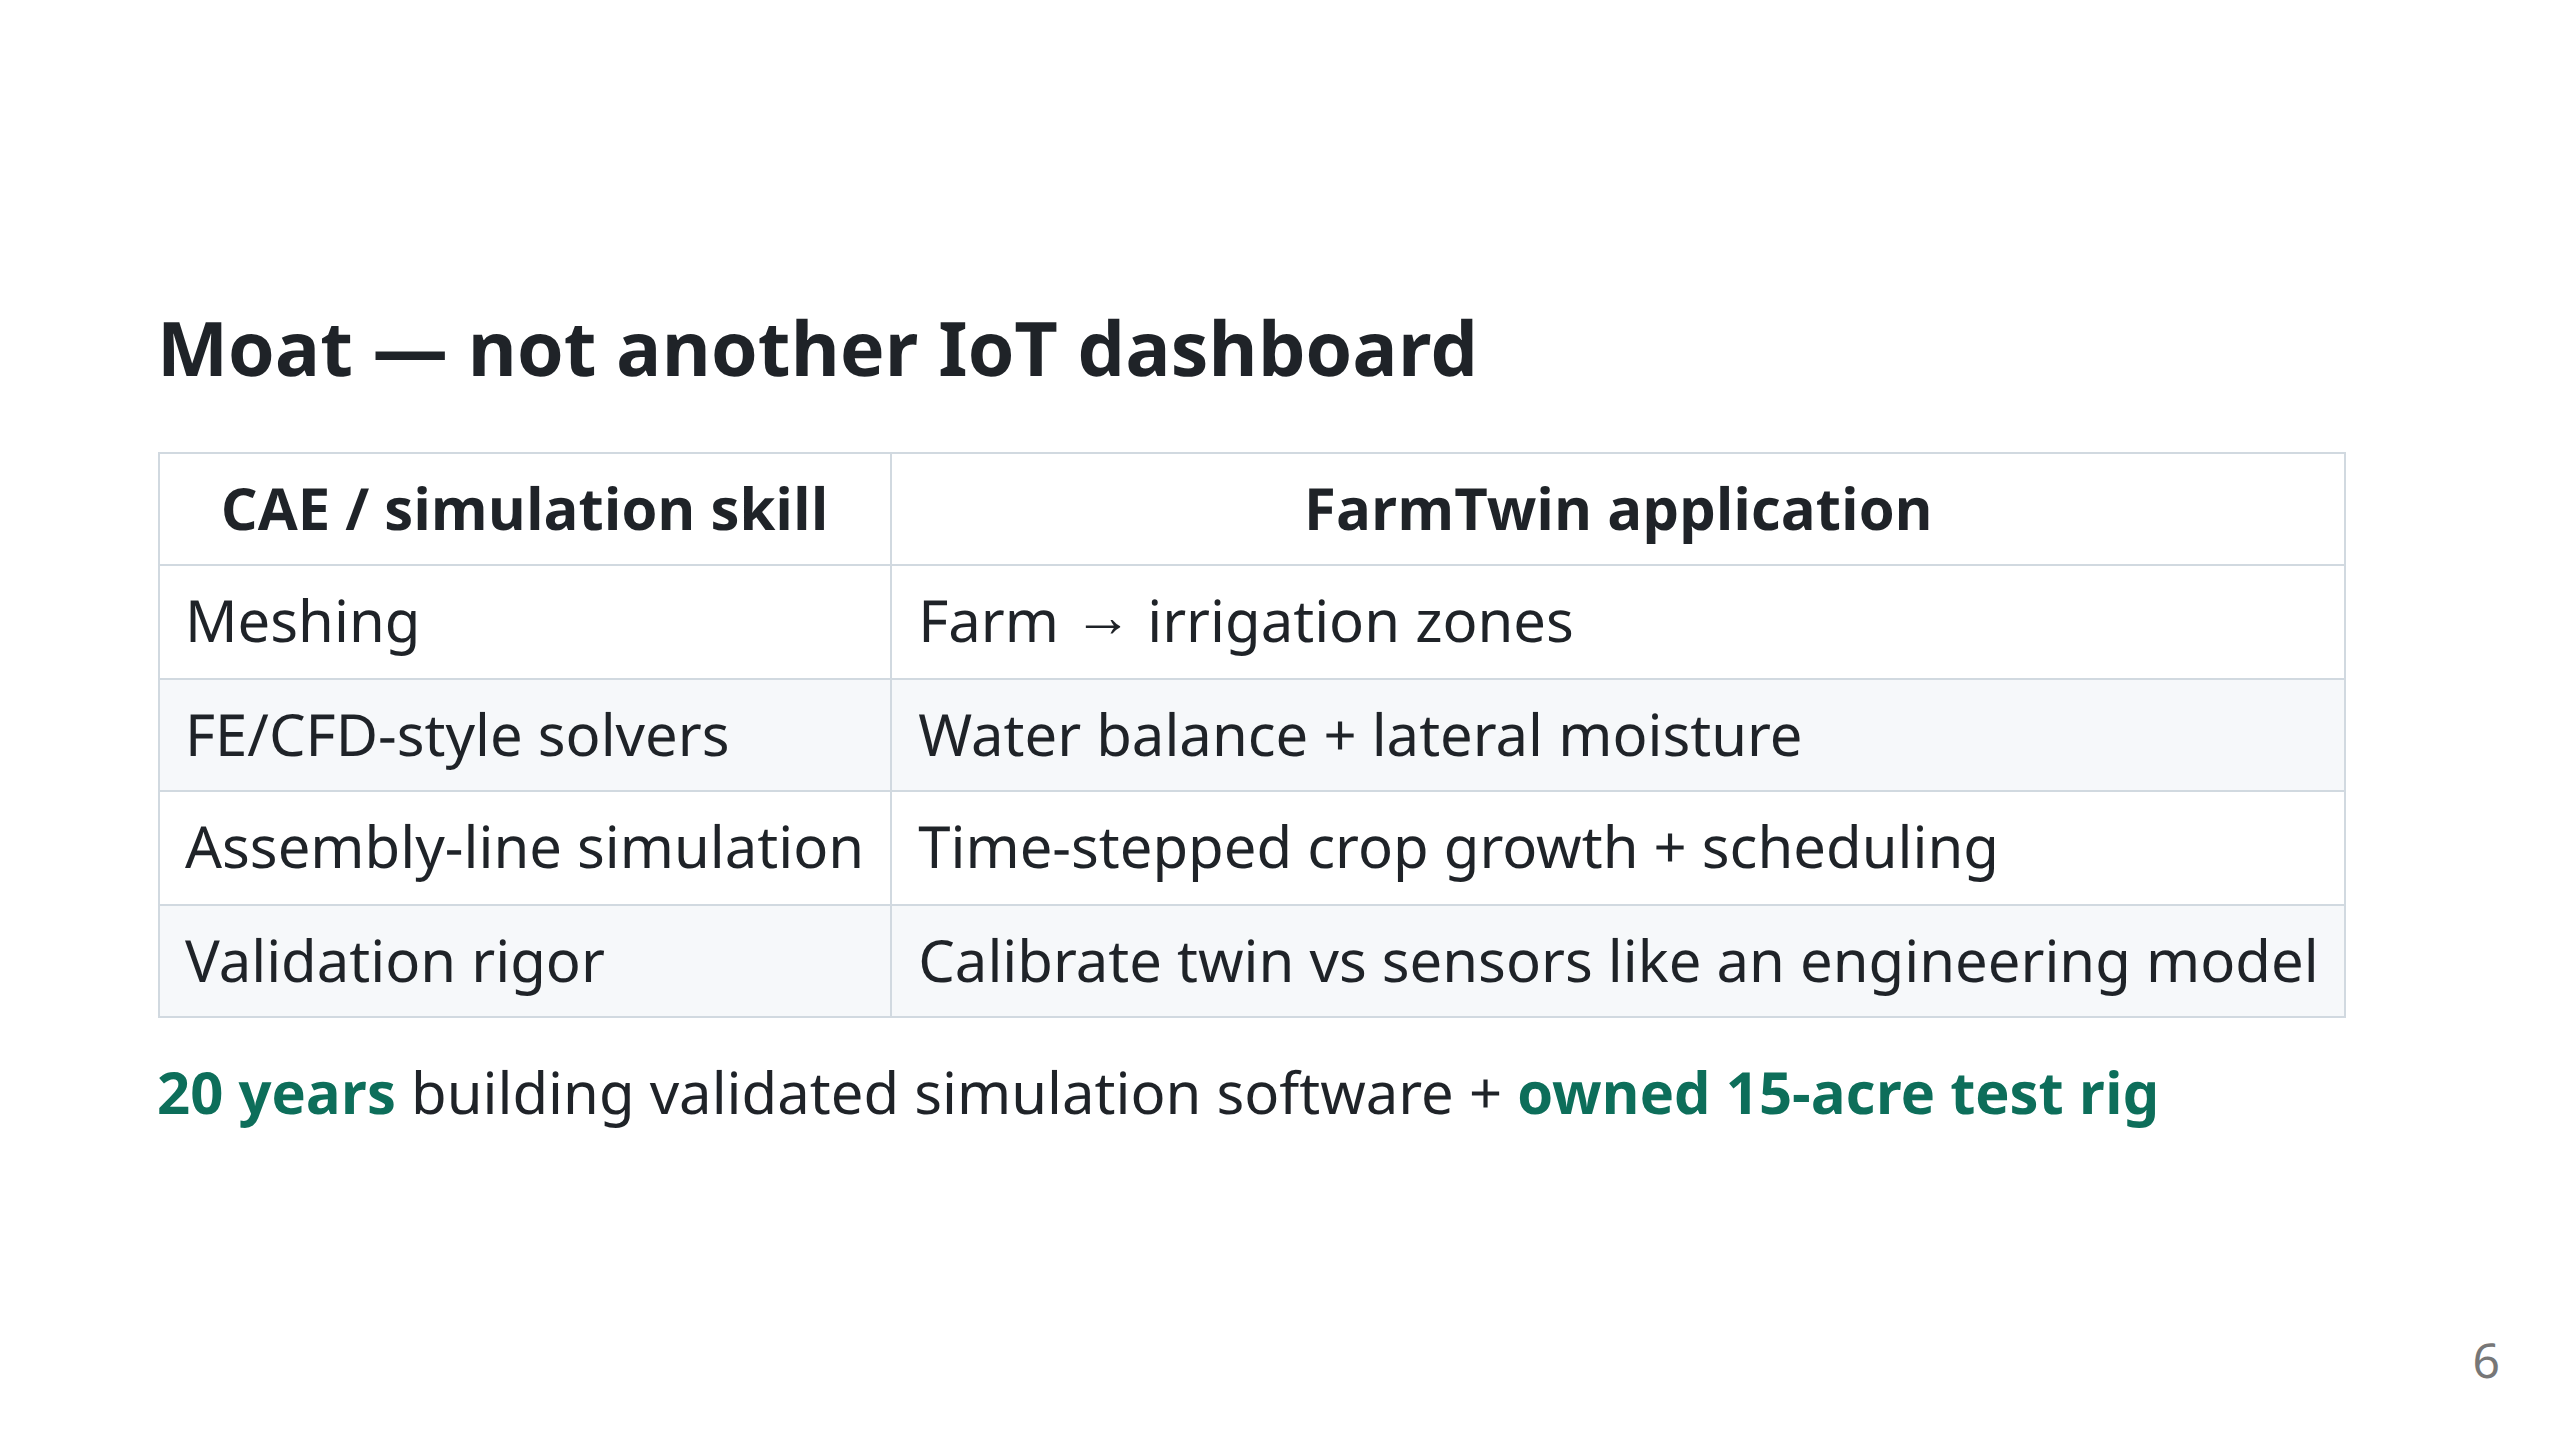 Moat — not another IoT dashboard
CAE / simulation skill FarmTwin application
Meshing Farm → irrigation zones
FE/CFD-style solvers Water balance + lateral moisture
Assembly-line simulation Time-stepped crop growth + scheduling
Validation rigor Calibrate twin vs sensors like an engineering model
20 years building validated simulation software + owned 15-acre test rig
6